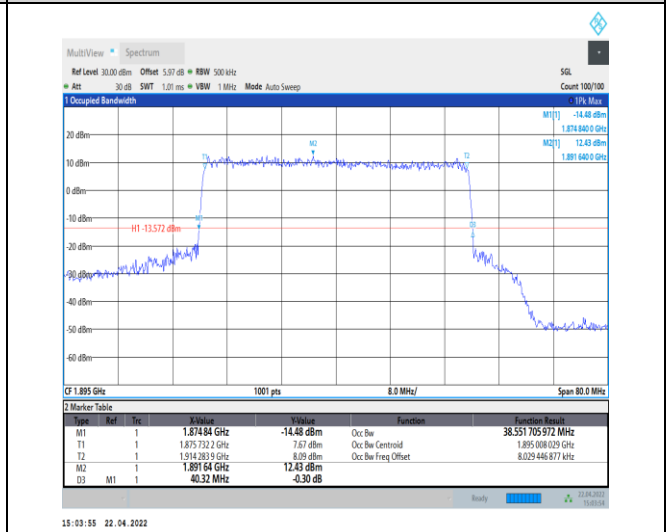 MultiView Spectrum
Ref Level 30.00 dBm Offset 5.97 dB RBW 500 kHz SGL
Att 30 dB SWT 1.01 ms VBW 1 MHz Mode Auto Sweep Count 100/100
1 Occupied Bandwidth 1Pk Max
M1[1] -14.48 dBm
1.874 840 0 GHz
M2[1] 12.43 dBm
1.891 640 0 GHz
20 dBm
M2
T1
T2
10 dBm
0 dBm
-10 dBm
M1
D3
H1 -13.572 dBm
-20 dBm
-30 dBm
-40 dBm
-50 dBm
-60 dBm
CF 1.895 GHz 1001 pts 8.0 MHz/ Span 80.0 MHz
2 Marker Table
Type Ref Trc X-Value Y-Value Function Function Result
M1 1 1.874 84 GHz -14.48 dBm Occ Bw 38.551 705 972 MHz
T1 1 1.875 732 2 GHz 7.67 dBm Occ Bw Centroid 1.895 008 029 GHz
T2 1 1.914 283 9 GHz 8.09 dBm Occ Bw Freq Offset 8.029 446 877 kHz
M2 1 1.891 64 GHz 12.43 dBm
D3 M1 1 40.32 MHz -0.30 dB
Ready 22.04.2022
15:03:54
15:03:55 22.04.2022